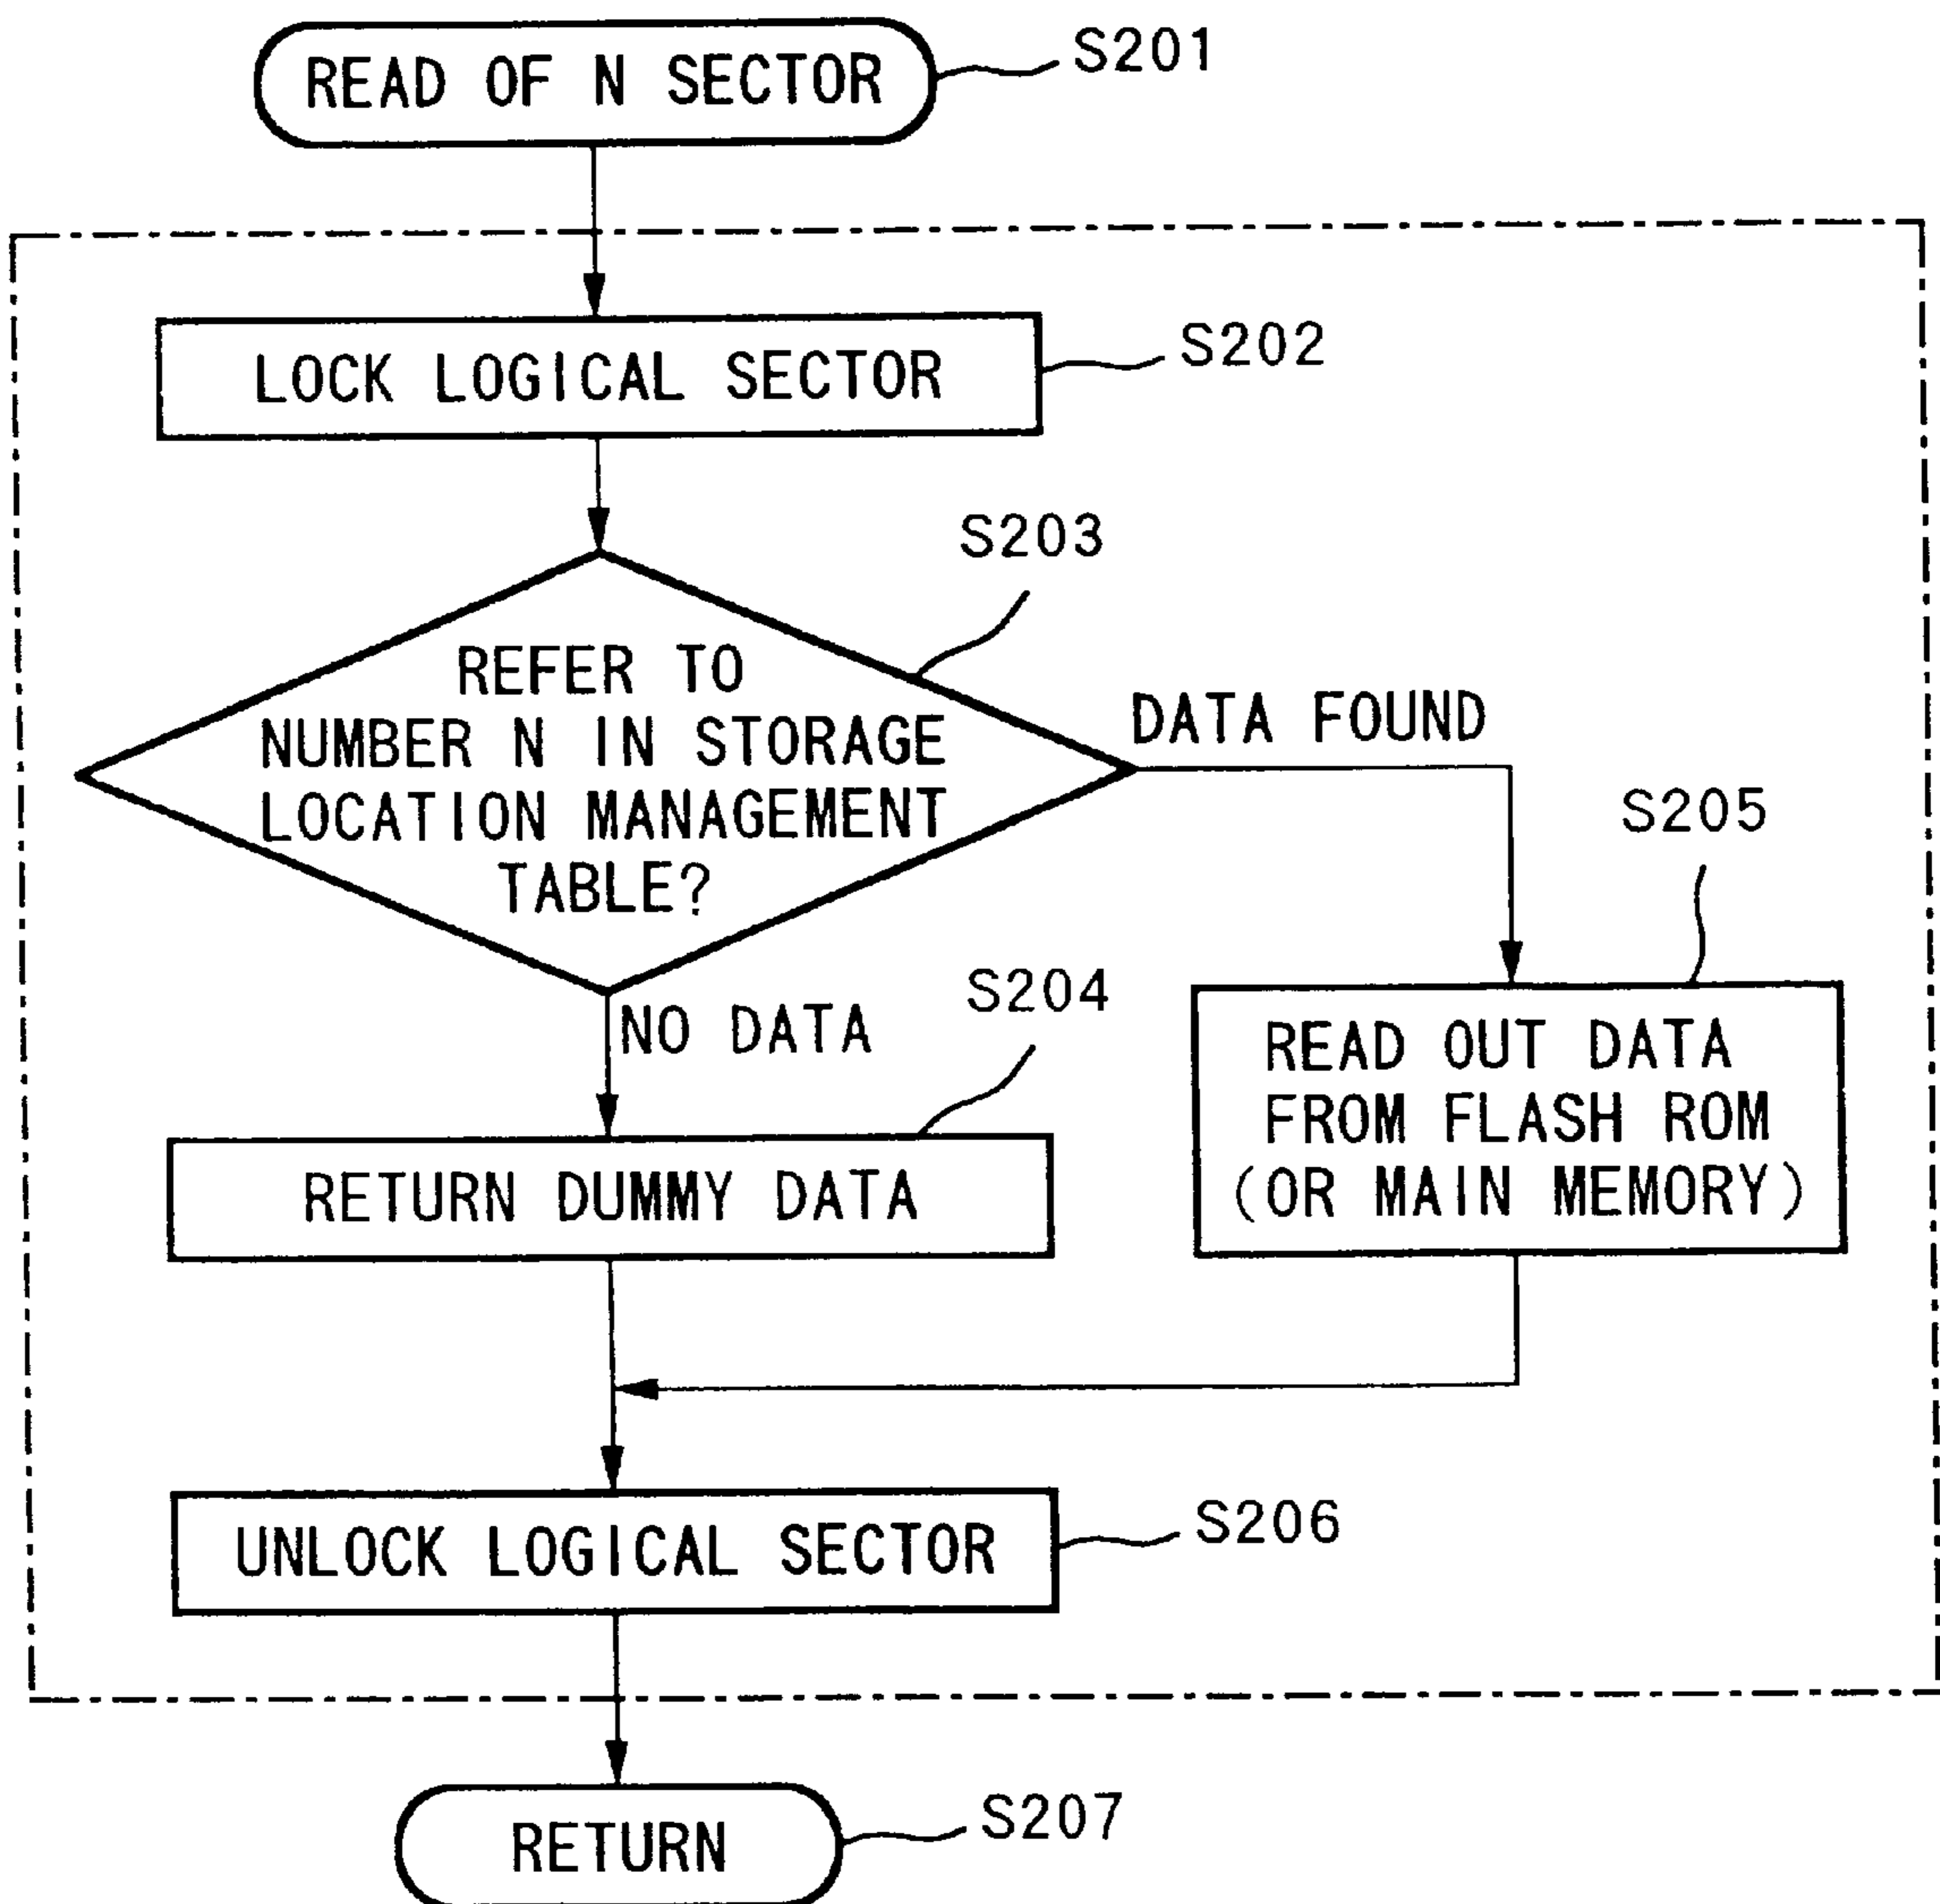 READ OF N SECTOR
S201
LOCK LOGICAL SECTOR
S202
S203
REFER TO
NUMBER N IN STORAGE
LOCATION MANAGEMENT
TABLE?
DATA FOUND
S205
NO DATA
S204
READ OUT DATA
FROM FLASH ROM
(OR MAIN MEMORY)
RETURN DUMMY DATA
UNLOCK LOGICAL SECTOR
S206
RETURN
S207